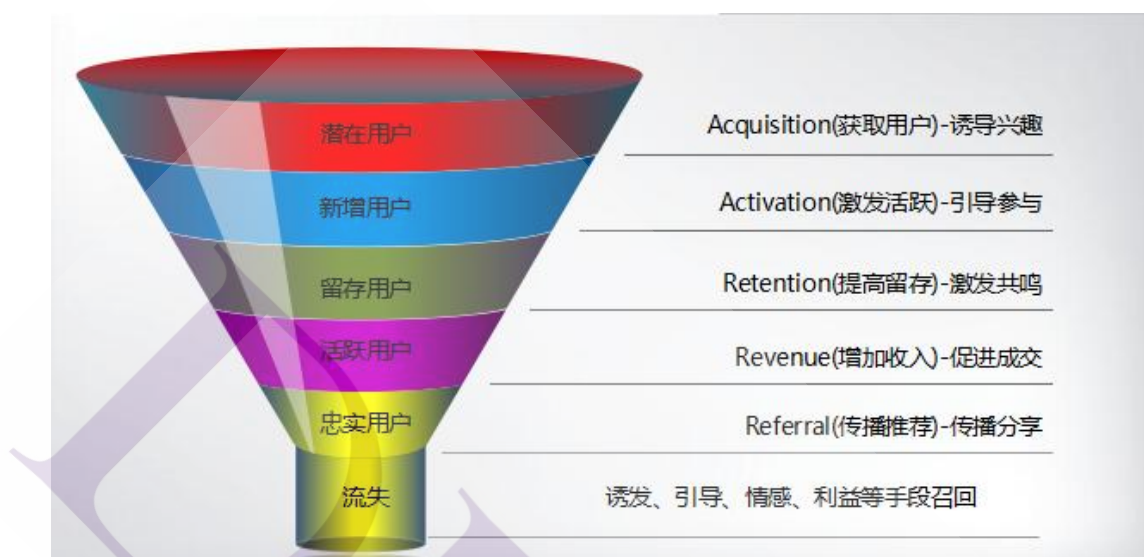 潜在用户
Acquisition(获取用户)-诱导兴趣
新增用户
Activation(激发活跃)-引导参与
留存用户
Retention(提高留存)-激发共鸣
活跃用户
Revenue(增加收入)-促进成交
忠实用户
Referral(传播推荐)-传播分享
流失
诱发、引导、情感、利益等手段召回